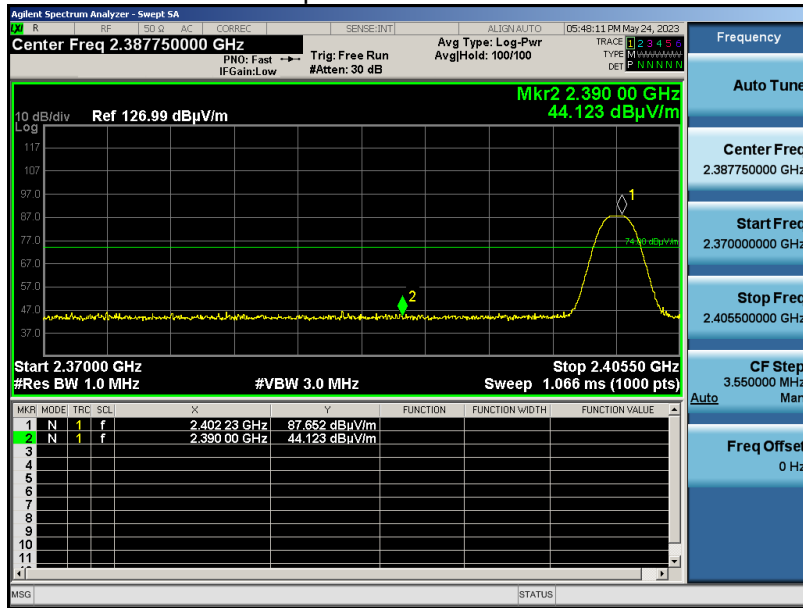 Agilent Spectrum Analyzer - Swept SA
LXI R RF 50 Ω AC CORREC SENSE:INT ALIGN AUTO 05:48:11 PM May 24, 2023
Center Freq 2.387750000 GHz
PNO: Fast
IFGain:Low
Trig: Free Run
#Atten: 30 dB
Avg Type: Log-Pwr
Avg|Hold: 100/100
TRACE 1 2 3 4 5 6
TYPE M
DET P N N N N N
Mkr2 2.390 00 GHz
44.123 dBµV/m
10 dB/div Ref 126.99 dBµV/m
Log
117
107
97.0
87.0
77.0
67.0
57.0
47.0
37.0
1
74.00 dBµV/m
2
Start 2.37000 GHz Stop 2.40550 GHz
#Res BW 1.0 MHz #VBW 3.0 MHz Sweep 1.066 ms (1000 pts)
MKR MODE TRC SCL X Y FUNCTION FUNCTION WIDTH FUNCTION VALUE
1 N 1 f 2.402 23 GHz 87.652 dBµV/m
2 N 1 f 2.390 00 GHz 44.123 dBµV/m
3
4
5
6
7
8
9
10
11
MSG STATUS
Frequency
Auto Tune
Center Freq
2.387750000 GHz
Start Freq
2.370000000 GHz
Stop Freq
2.405500000 GHz
CF Step
3.550000 MHz
Auto Man
Freq Offset
0 Hz